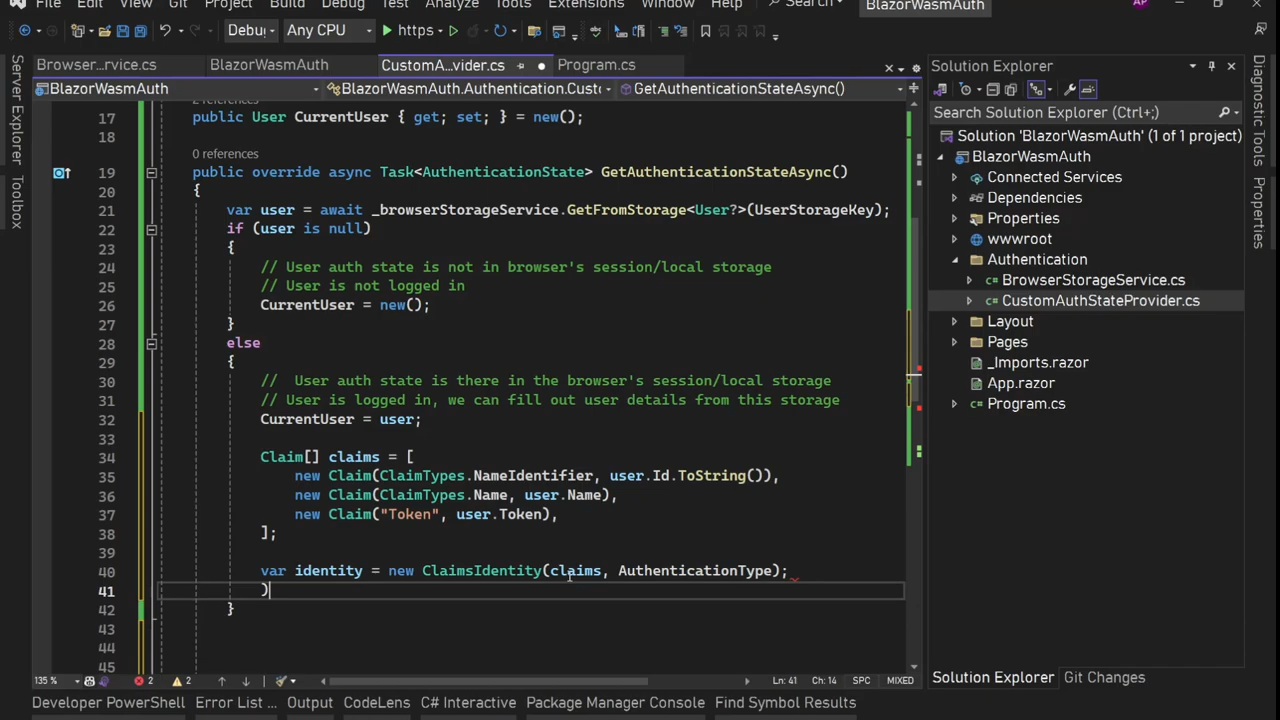 File Edit View Git Project Build Debug Test Analyze Tools Extensions Window Help Search BlazorWasmAuth AP
Debug Any CPU https
Browser...rvice.cs BlazorWasmAuth CustomA...vider.cs Program.cs
BlazorWasmAuth BlazorWasmAuth.Authentication.Custo GetAuthenticationStateAsync()
2 references
17 public User CurrentUser { get; set; } = new();
18
0 references
19 public override async Task<AuthenticationState> GetAuthenticationStateAsync()
20 {
21 var user = await _browserStorageService.GetFromStorage<User?>(UserStorageKey);
22 if (user is null)
23 {
24 // User auth state is not in browser's session/local storage
25 // User is not logged in
26 CurrentUser = new();
27 }
28 else
29 {
30 //  User auth state is there in the browser's session/local storage
31 // User is logged in, we can fill out user details from this storage
32 CurrentUser = user;
33
34 Claim[] claims = [
35 new Claim(ClaimTypes.NameIdentifier, user.Id.ToString()),
36 new Claim(ClaimTypes.Name, user.Name),
37 new Claim("Token", user.Token),
38 ];
39
40 var identity = new ClaimsIdentity(claims, AuthenticationType);
41 )
42 }
43
44
45
135 % 2 2 Ln: 41 Ch: 14 SPC MIXED
Developer PowerShell Error List ... Output CodeLens C# Interactive Package Manager Console Find Symbol Results
Server Explorer
Toolbox
Solution Explorer
Search Solution Explorer (Ctrl+;)
Solution 'BlazorWasmAuth' (1 of 1 project)
BlazorWasmAuth
Connected Services
Dependencies
Properties
wwwroot
Authentication
C# BrowserStorageService.cs
C# CustomAuthStateProvider.cs
Layout
Pages
_Imports.razor
App.razor
C# Program.cs
Solution Explorer Git Changes
Diagnostic Tools
Properties